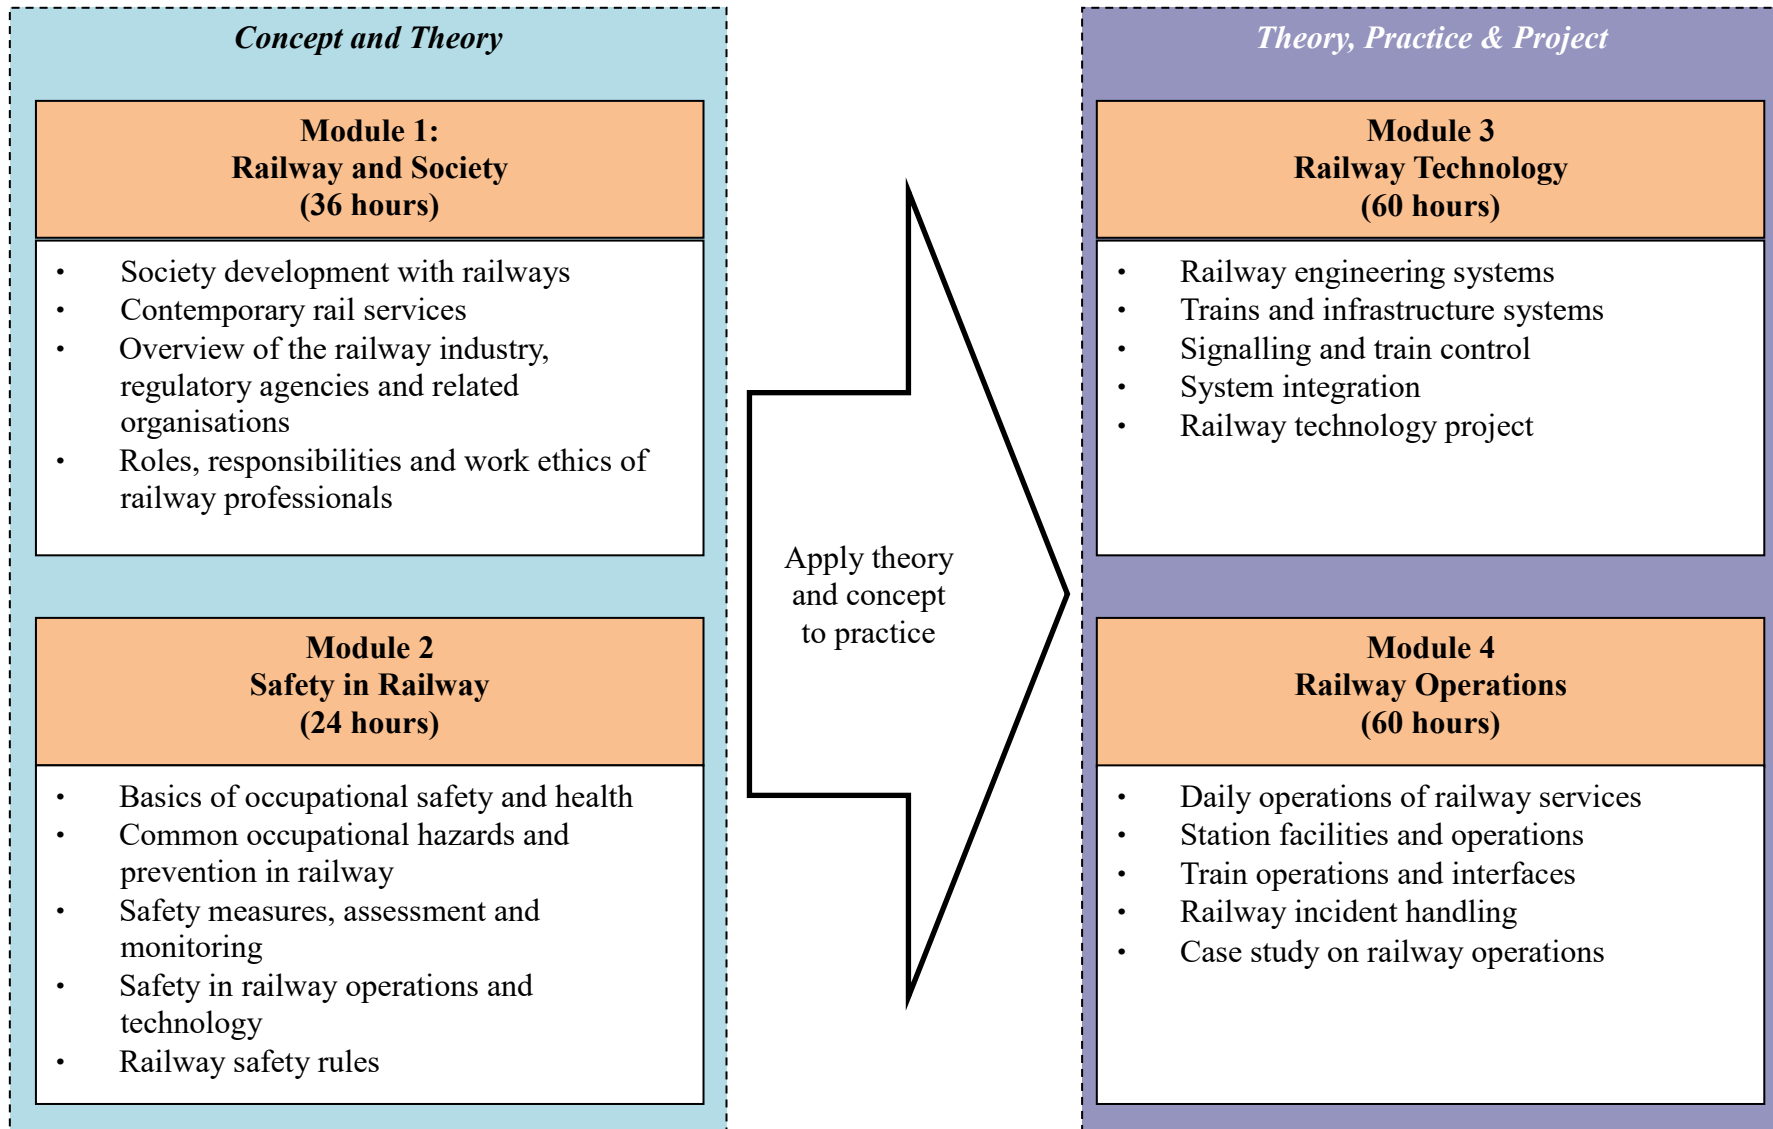 Concept and Theory
Module 1:
Railway and Society
(36 hours)
• Society development with railways
• Contemporary rail services
• Overview of the railway industry,
regulatory agencies and related
organisations
• Roles, responsibilities and work ethics of
railway professionals
Module 2
Safety in Railway
(24 hours)
• Basics of occupational safety and health
• Common occupational hazards and
prevention in railway
• Safety measures, assessment and
monitoring
• Safety in railway operations and
technology
• Railway safety rules
Apply theory
and concept
to practice
Theory, Practice & Project
Module 3
Railway Technology
(60 hours)
• Railway engineering systems
• Trains and infrastructure systems
• Signalling and train control
• System integration
• Railway technology project
Module 4
Railway Operations
(60 hours)
• Daily operations of railway services
• Station facilities and operations
• Train operations and interfaces
• Railway incident handling
• Case study on railway operations